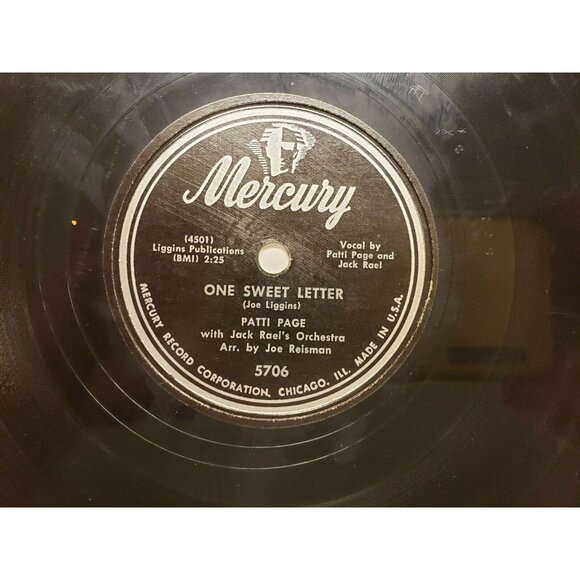 Mercury
(4501)
Liggins Publications
(BMI) 2:25
Vocal by
Patti Page and
Jack Rael
ONE SWEET LETTER
(Joe Liggins)
PATTI PAGE
with Jack Rael's Orchestra
Arr. by Joe Reisman
5706
MERCURY RECORD CORPORATION, CHICAGO, ILL. MADE IN U.S.A.